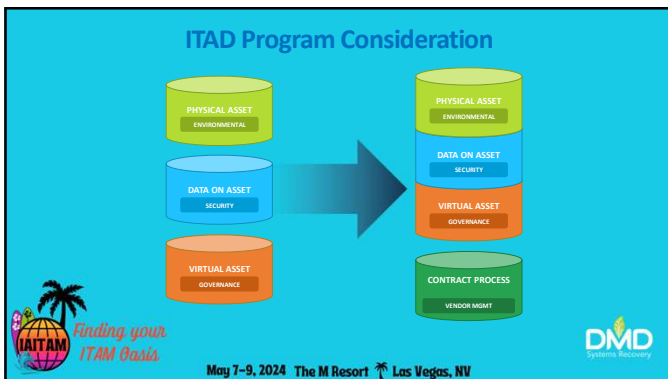 ITAD Program Consideration
PHYSICAL ASSET
ENVIRONMENTAL
DATA ON ASSET
SECURITY
VIRTUAL ASSET
GOVERNANCE
PHYSICAL ASSET
ENVIRONMENTAL
DATA ON ASSET
SECURITY
VIRTUAL ASSET
GOVERNANCE
CONTRACT PROCESS
VENDOR MGMT
IAITAM
Finding your
ITAM Oasis
May 7-9, 2024 The M Resort Las Vegas, NV
DMD
Systems Recovery